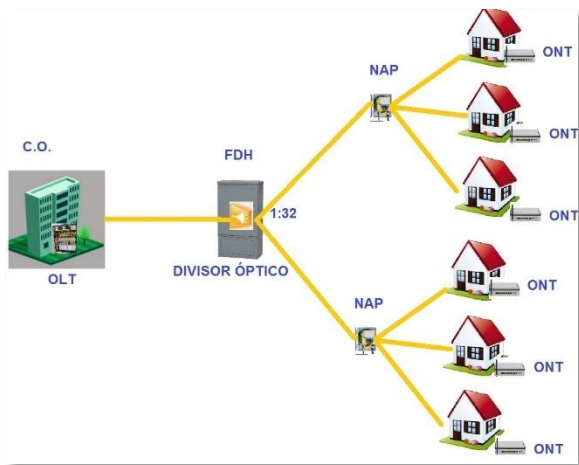 C.O.
OLT
FDH
1:32
DIVISOR ÓPTICO
NAP
ONT
ONT
ONT
NAP
ONT
ONT
ONT